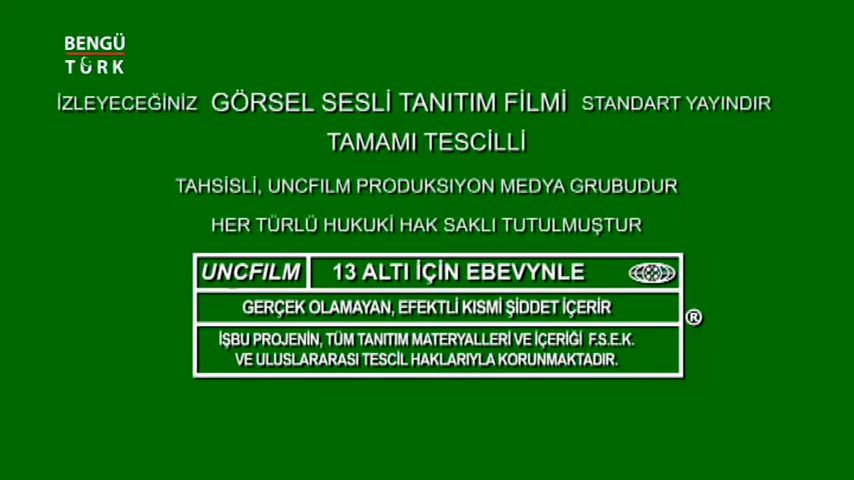 BENGÜ
TÜRK
İZLEYECEĞİNİZ GÖRSEL SESLİ TANITIM FİLMİ STANDART YAYINDIR
TAMAMI TESCİLLİ
TAHSİSLİ, UNCFILM PRODUKSIYON MEDYA GRUBUDUR
HER TÜRLÜ HUKUKİ HAK SAKLI TUTULMUŞTUR
UNCFILM 13 ALTI İÇİN EBEVYNLE
GERÇEK OLAMAYAN, EFEKTLİ KISMİ ŞİDDET İÇERİR
®
İŞBU PROJENİN, TÜM TANITIM MATERYALLERİ VE İÇERİĞİ F.S.E.K.
VE ULUSLARARASI TESCİL HAKLARIYLA KORUNMAKTADIR.